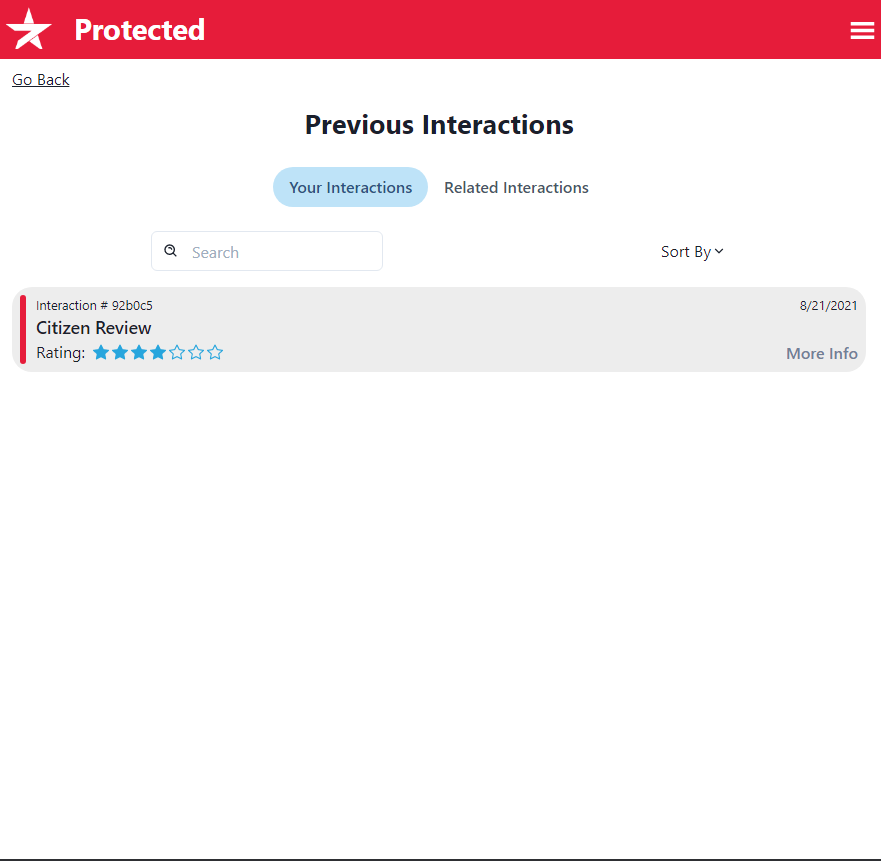 Protected
Go Back
Previous Interactions
Your Interactions Related Interactions
Search Sort By
Interaction # 92b0c5 8/21/2021
Citizen Review
Rating: More Info